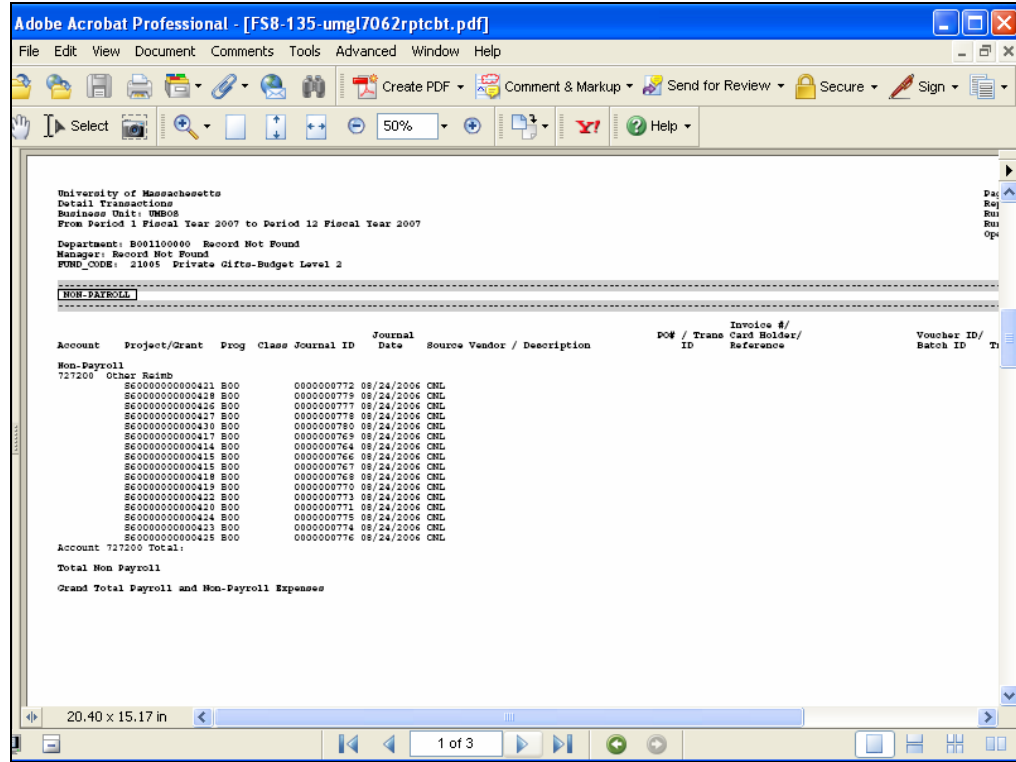 Adobe Acrobat Professional - [FS8-135-umgl7062rptcbt.pdf]
File Edit View Document Comments Tools Advanced Window Help
Create PDF Comment & Markup Send for Review Secure Sign
Select 50% Y! Help
University of Massachusetts
Detail Transactions
Business Unit: UMB08
From Period 1 Fiscal Year 2007 to Period 12 Fiscal Year 2007
Department: B001100000 Record Not Found
Manager: Record Not Found
FUND_CODE: 21005 Private Gifts-Budget Level 2
NON-PAYROLL
Invoice #/
Journal PO# / Trans Card Holder/ Voucher ID/
Account Project/Grant Prog Class Journal ID Date Source Vendor / Description ID Reference Batch ID
Non-Payroll
727200 Other Reimb
S60000000000421 B00 0000000772 08/24/2006 CNL
S60000000000428 B00 0000000779 08/24/2006 CNL
S60000000000426 B00 0000000777 08/24/2006 CNL
S60000000000427 B00 0000000778 08/24/2006 CNL
S60000000000430 B00 0000000780 08/24/2006 CNL
S60000000000417 B00 0000000769 08/24/2006 CNL
S60000000000414 B00 0000000764 08/24/2006 CNL
S60000000000415 B00 0000000766 08/24/2006 CNL
S60000000000415 B00 0000000767 08/24/2006 CNL
S60000000000418 B00 0000000768 08/24/2006 CNL
S60000000000419 B00 0000000770 08/24/2006 CNL
S60000000000422 B00 0000000773 08/24/2006 CNL
S60000000000420 B00 0000000771 08/24/2006 CNL
S60000000000424 B00 0000000775 08/24/2006 CNL
S60000000000423 B00 0000000774 08/24/2006 CNL
S60000000000425 B00 0000000776 08/24/2006 CNL
Account 727200 Total:
Total Non Payroll
Grand Total Payroll and Non-Payroll Expenses
20.40 x 15.17 in
1 of 3